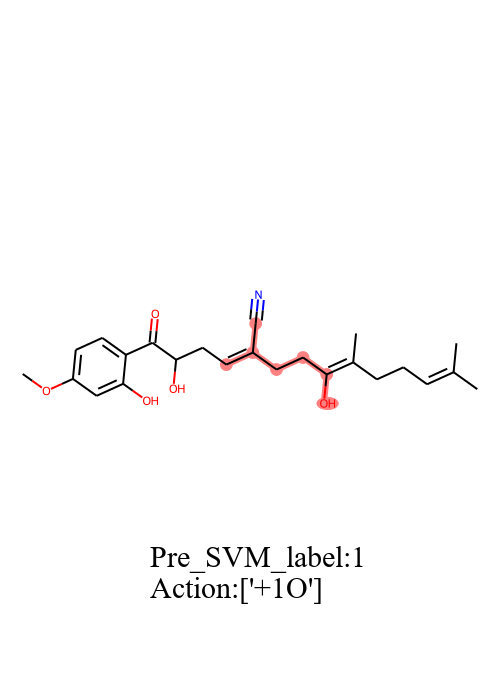 N
O
OH
O
OH
OH
Pre_SVM_label:1
Action:['+1O']